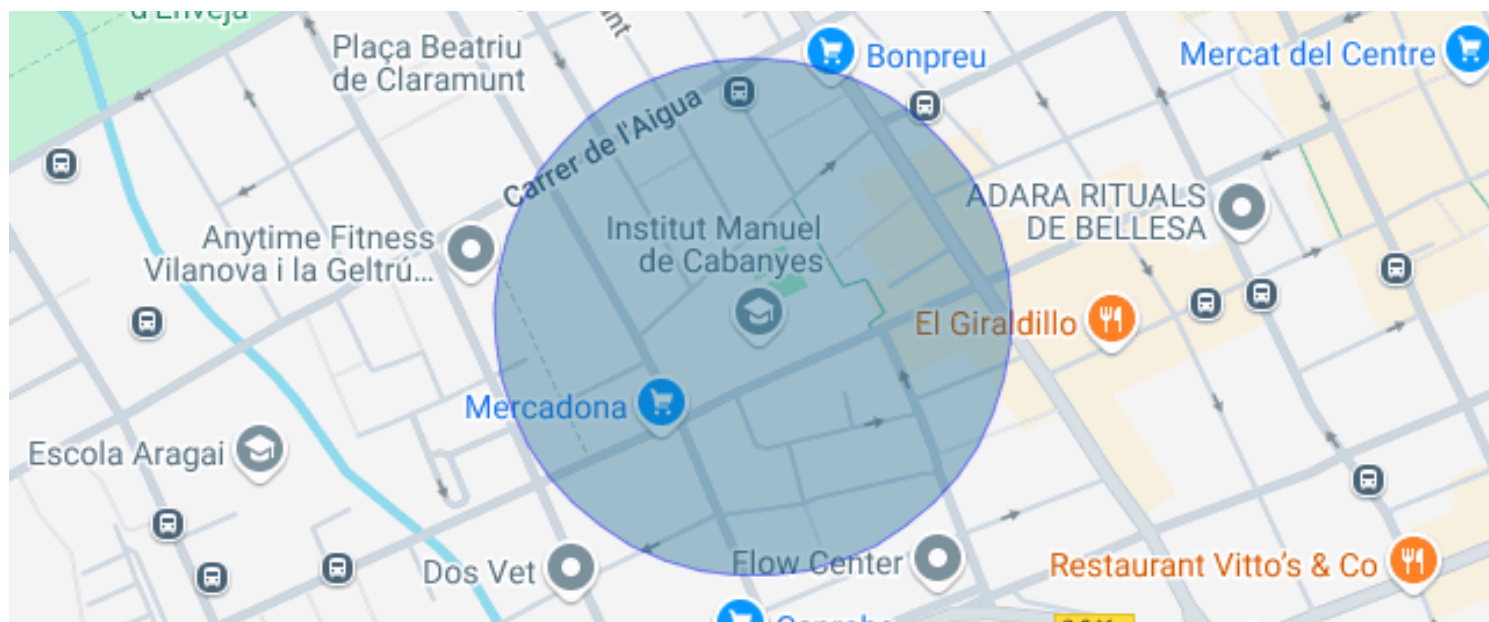 d'Enveja
Plaça Beatriu
de Claramunt
Bonpreu
Mercat del Centre
Carrer de l'Aigua
ADARA RITUALS
DE BELLESA
Anytime Fitness
Vilanova i la Geltrú...
Institut Manuel
de Cabanyes
El Giraldillo
Mercadona
Escola Aragai
Dos Vet
Flow Center
Restaurant Vitto's & Co